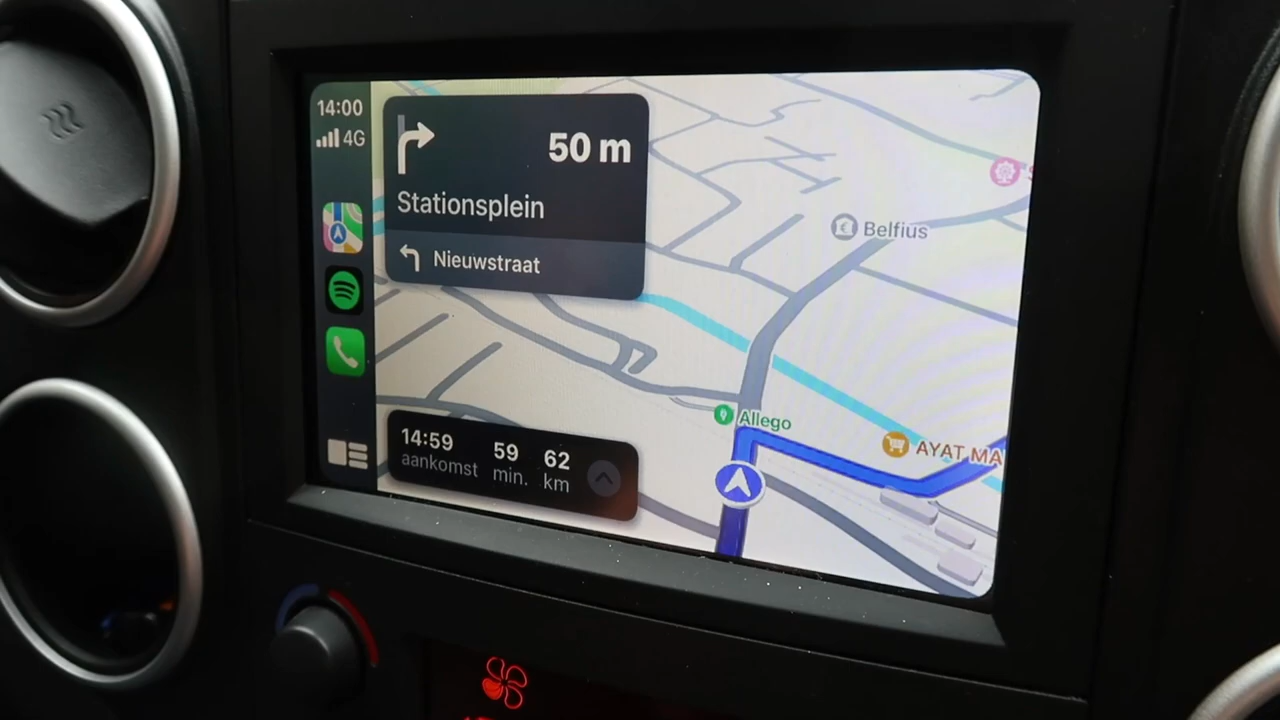 14:00
4G
50 m
Stationsplein
Nieuwstraat
Belfius
Allego
AYAT MA
14:59 59 62
aankomst min. km